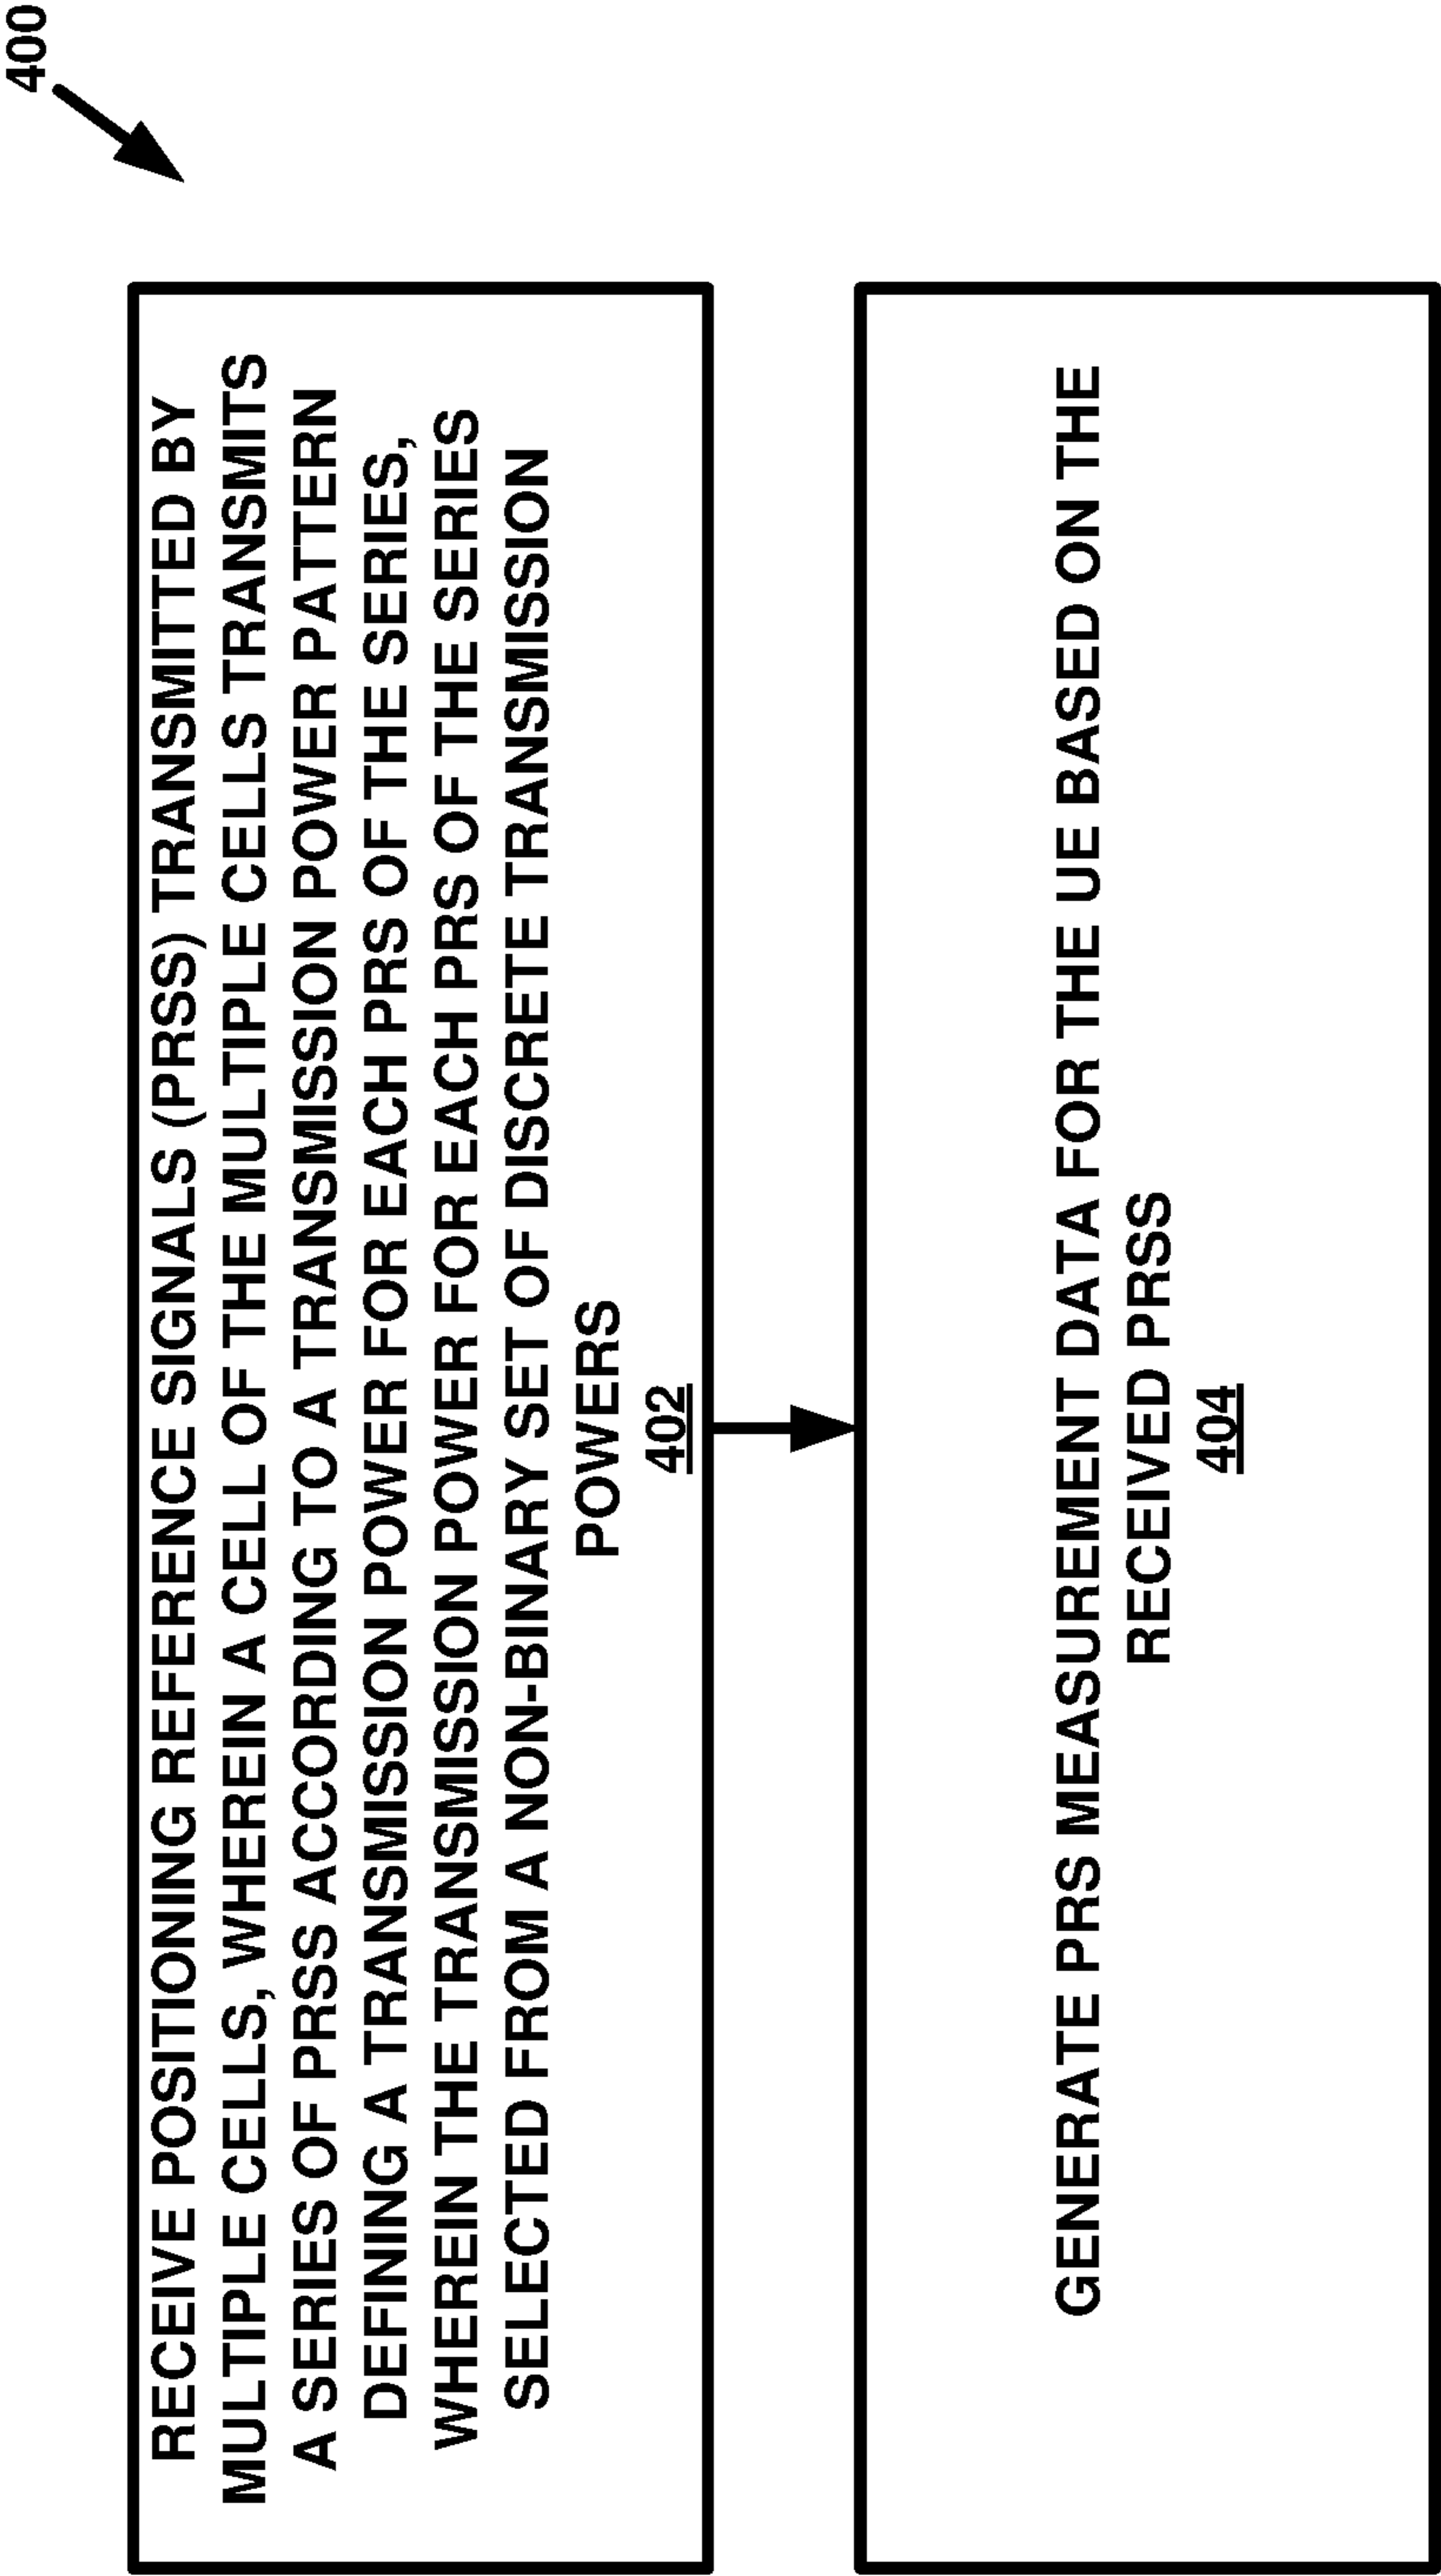 400
RECEIVE POSITIONING REFERENCE SIGNALS (PRSS) TRANSMITTED BY
MULTIPLE CELLS, WHEREIN A CELL OF THE MULTIPLE CELLS TRANSMITS
A SERIES OF PRSS ACCORDING TO A TRANSMISSION POWER PATTERN
DEFINING A TRANSMISSION POWER FOR EACH PRS OF THE SERIES,
WHEREIN THE TRANSMISSION POWER FOR EACH PRS OF THE SERIES
SELECTED FROM A NON-BINARY SET OF DISCRETE TRANSMISSION
POWERS
402
GENERATE PRS MEASUREMENT DATA FOR THE UE BASED ON THE
RECEIVED PRSS
404